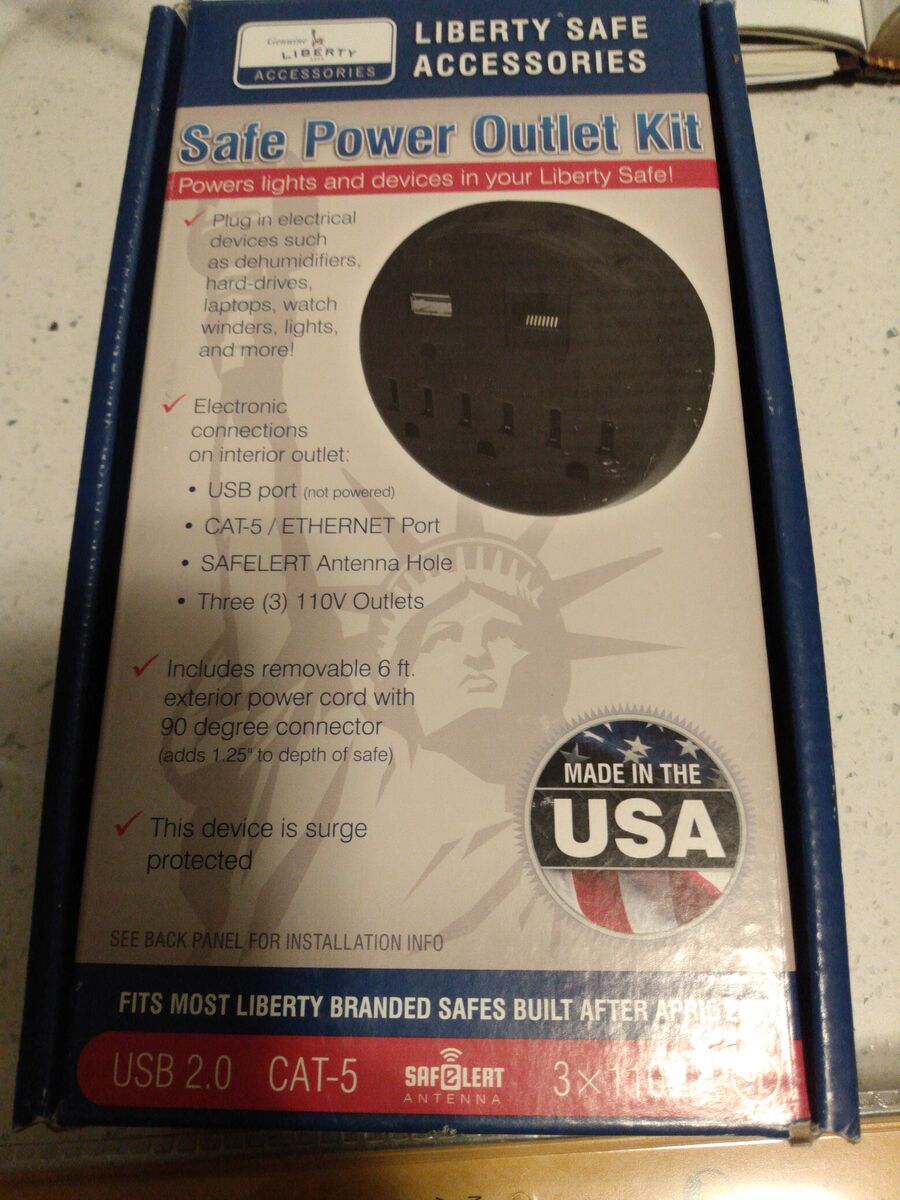 Genuine
LIBERTY
SAFE
ACCESSORIES
LIBERTY SAFE
ACCESSORIES
Safe Power Outlet Kit
Powers lights and devices in your Liberty Safe!
✓ Plug in electrical
devices such
as dehumidifiers,
hard-drives,
laptops, watch
winders, lights,
and more!
✓ Electronic
connections
on interior outlet:
• USB port (not powered)
• CAT-5 / ETHERNET Port
• SAFELERT Antenna Hole
• Three (3) 110V Outlets
✓ Includes removable 6 ft.
exterior power cord with
90 degree connector
(adds 1.25" to depth of safe)
✓ This device is surge
protected
MADE IN THE
USA
SEE BACK PANEL FOR INSTALLATION INFO
FITS MOST LIBERTY BRANDED SAFES BUILT AFTER
USB 2.0 CAT-5 SAFELERT ANTENNA 3×110